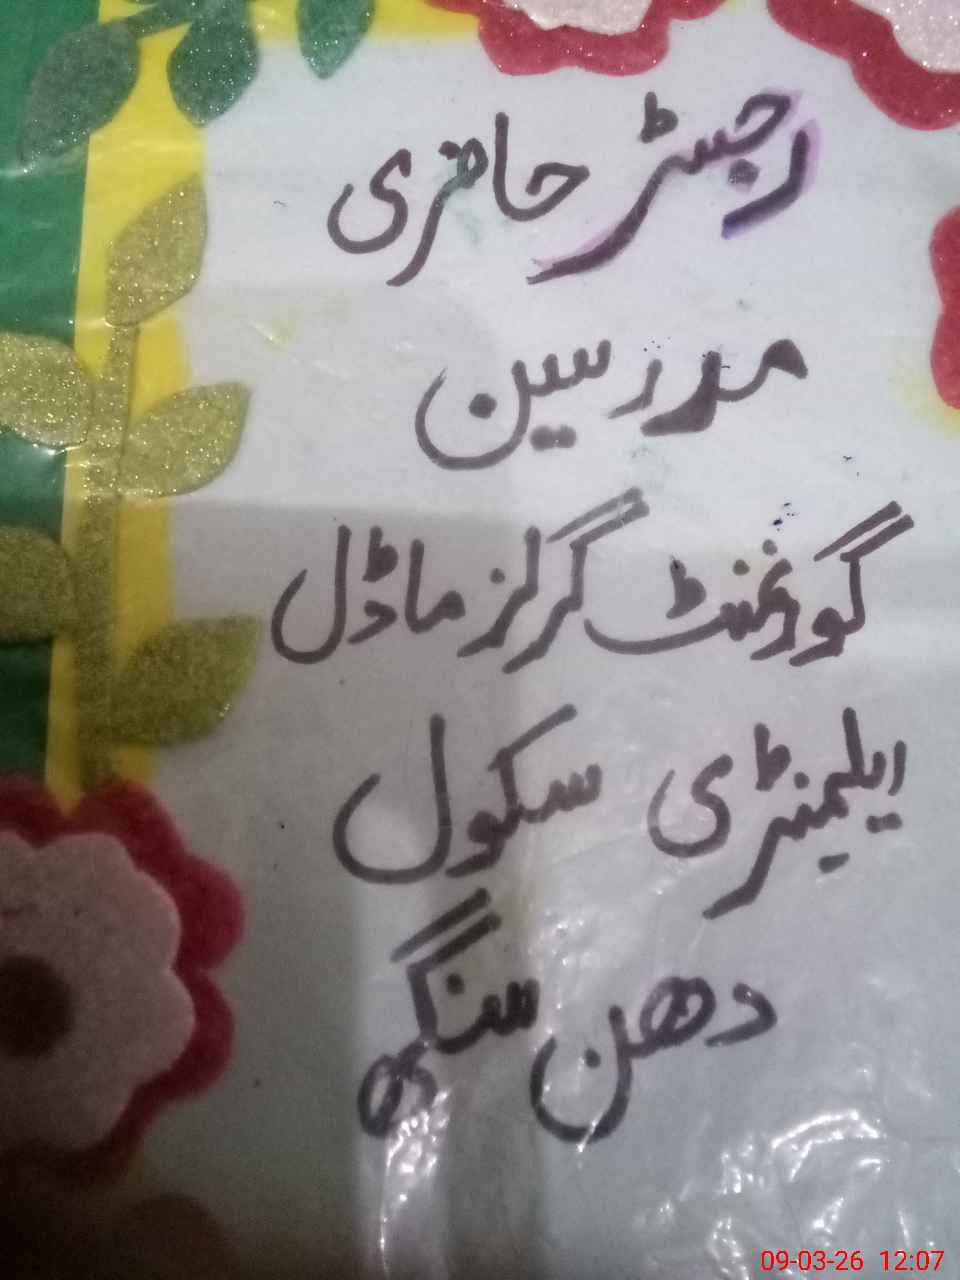 رجسٹر حاضری
مدرسین
گورنمنٹ گرلز ماڈل
ایلیمنٹری سکول
دھن سنگھ
09-03-26 12:07